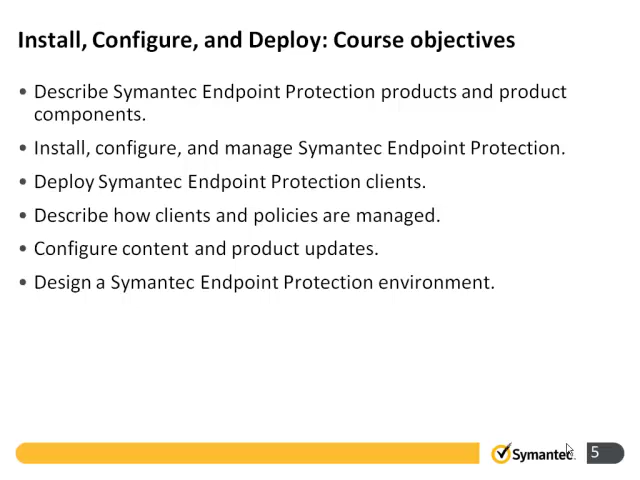 Install, Configure, and Deploy: Course objectives
• Describe Symantec Endpoint Protection products and product
components.
• Install, configure, and manage Symantec Endpoint Protection.
• Deploy Symantec Endpoint Protection clients.
• Describe how clients and policies are managed.
• Configure content and product updates.
• Design a Symantec Endpoint Protection environment.
Symantec. 5